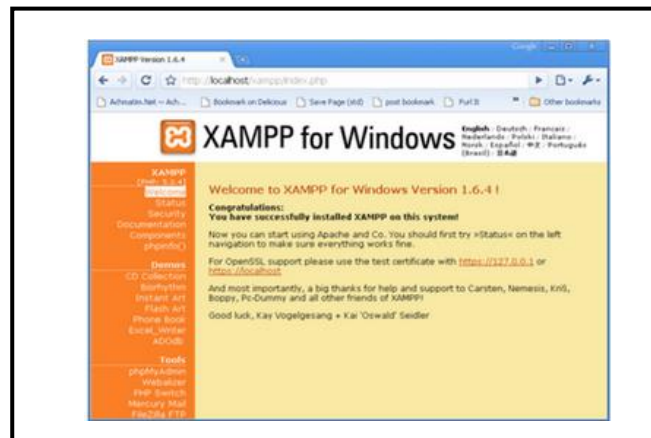 XAMPP Version 1.6.4
Google
http://localhost/xampp/index.php
Achmatim.Net – Ach...
Bookmark on Delicious
Save Page (std)
post bookmark
Other bookmarks
XAMPP for Windows
English / Deutsch / Francais /
Nederlands / Polski / Italiano /
Norsk / Español / 中文 / Português
(Brasil) / 日本語
XAMPP
Welcome
Status
Security
Documentation
Components
phpinfo()
Demos
CD Collection
Biorhythm
Instant Art
Flash Art
Phone Book
Excel_Writer
ADOdb
Tools
phpMyAdmin
Webalizer
PHP Switch
Mercury Mail
FileZilla FTP
Welcome to XAMPP for Windows Version 1.6.4 !
Congratulations:
You have successfully installed XAMPP on this system!
Now you can start using Apache and Co. You should first try »Status« on the left
navigation to make sure everything works fine.
For OpenSSL support please use the test certificate with https://127.0.0.1 or
https://localhost
And most importantly, a big thanks for help and support to Carsten, Nemesis, KriS,
Boppy, Pc-Dummy and all other friends of XAMPP!
Good luck, Kay Vogelgesang + Kai 'Oswald' Seidler